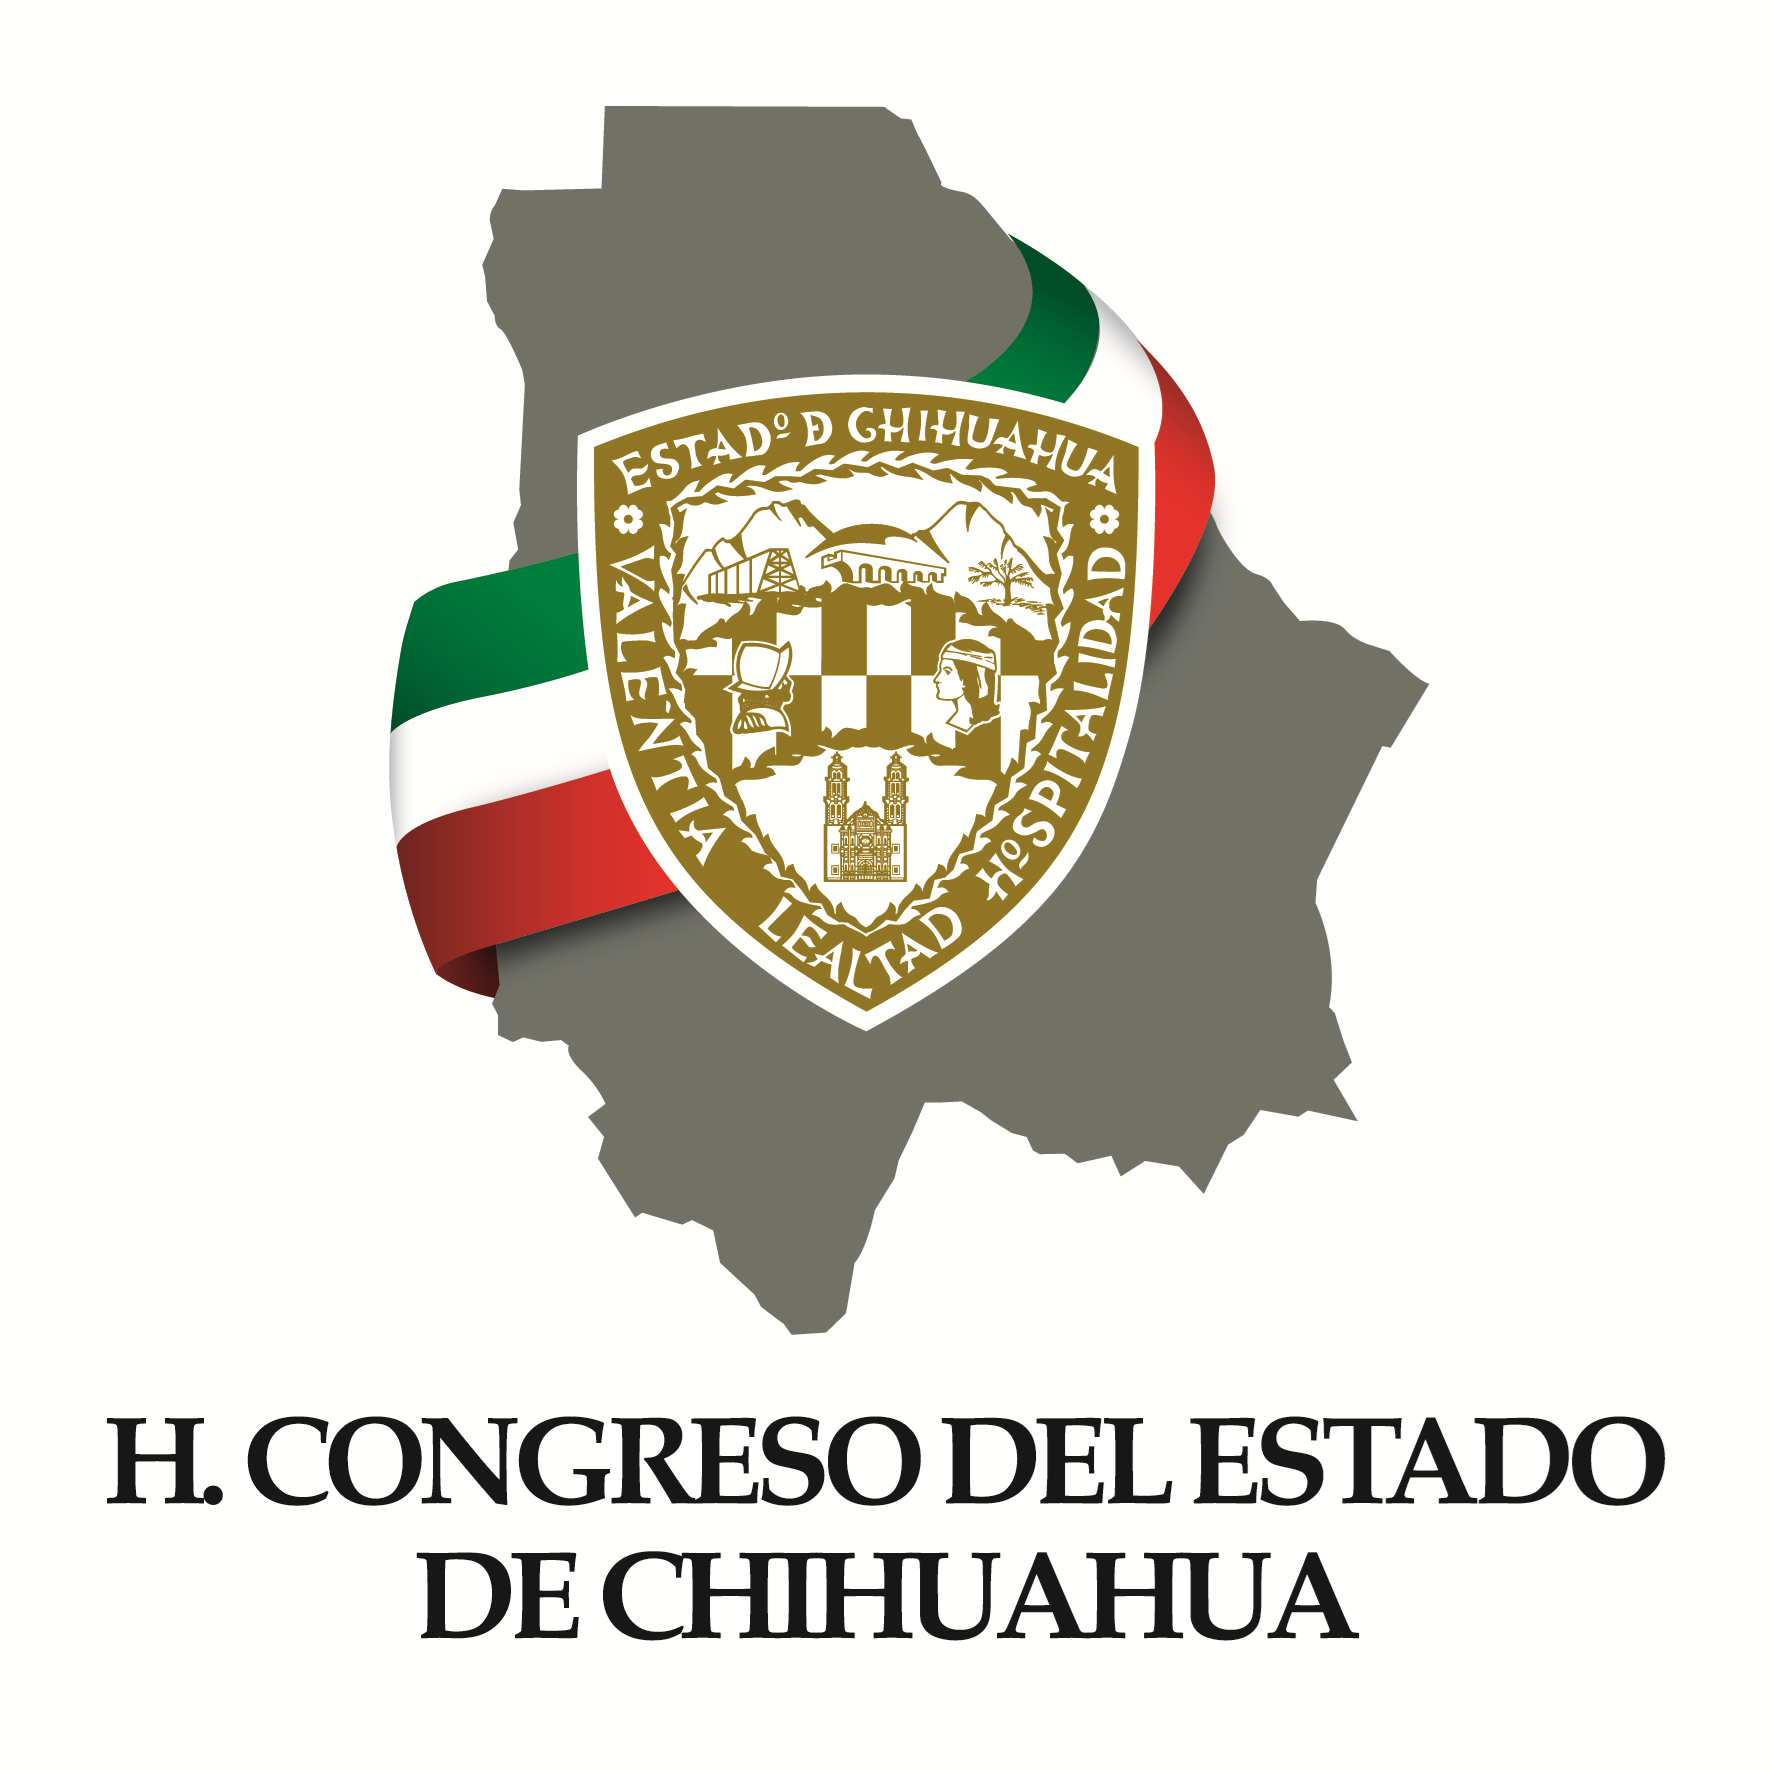 ESTADº D CHIHUAHUA
VALENTIA
LEALTAD
HºSPITALIDAD
H. CONGRESO DEL ESTADO
DE CHIHUAHUA